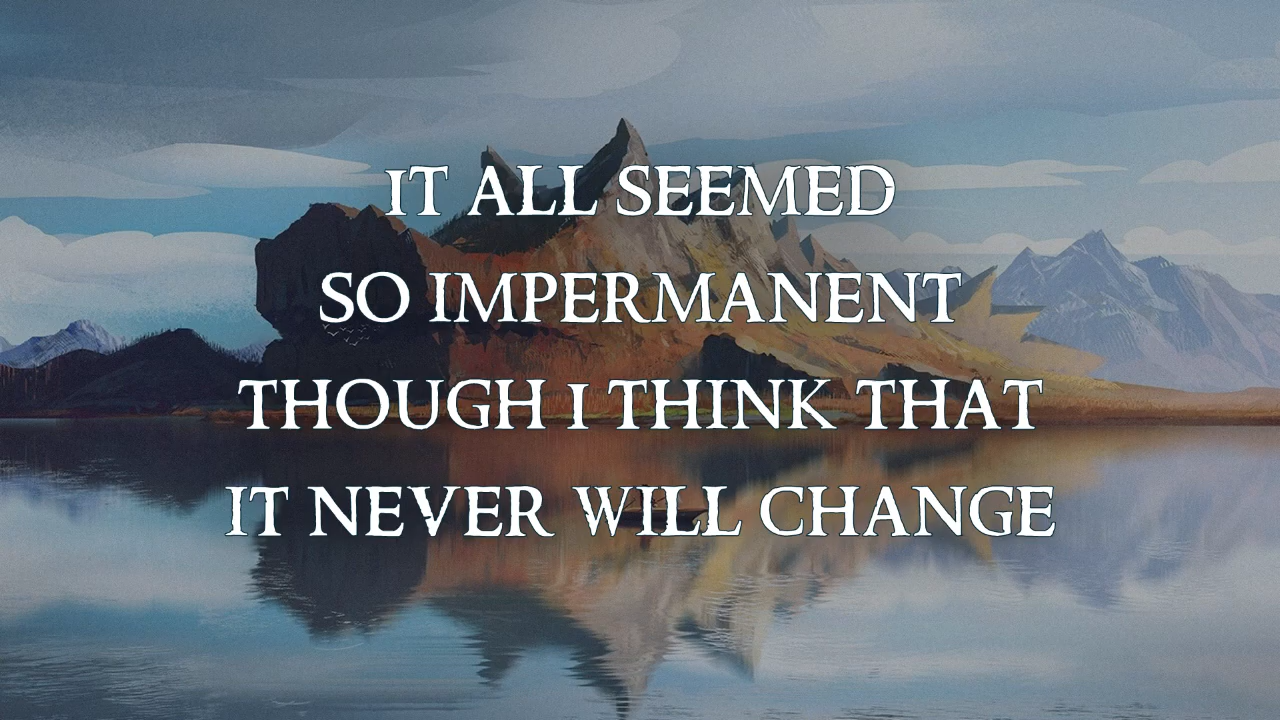 IT ALL SEEMED
SO IMPERMANENT
THOUGH I THINK THAT
IT NEVER WILL CHANGE